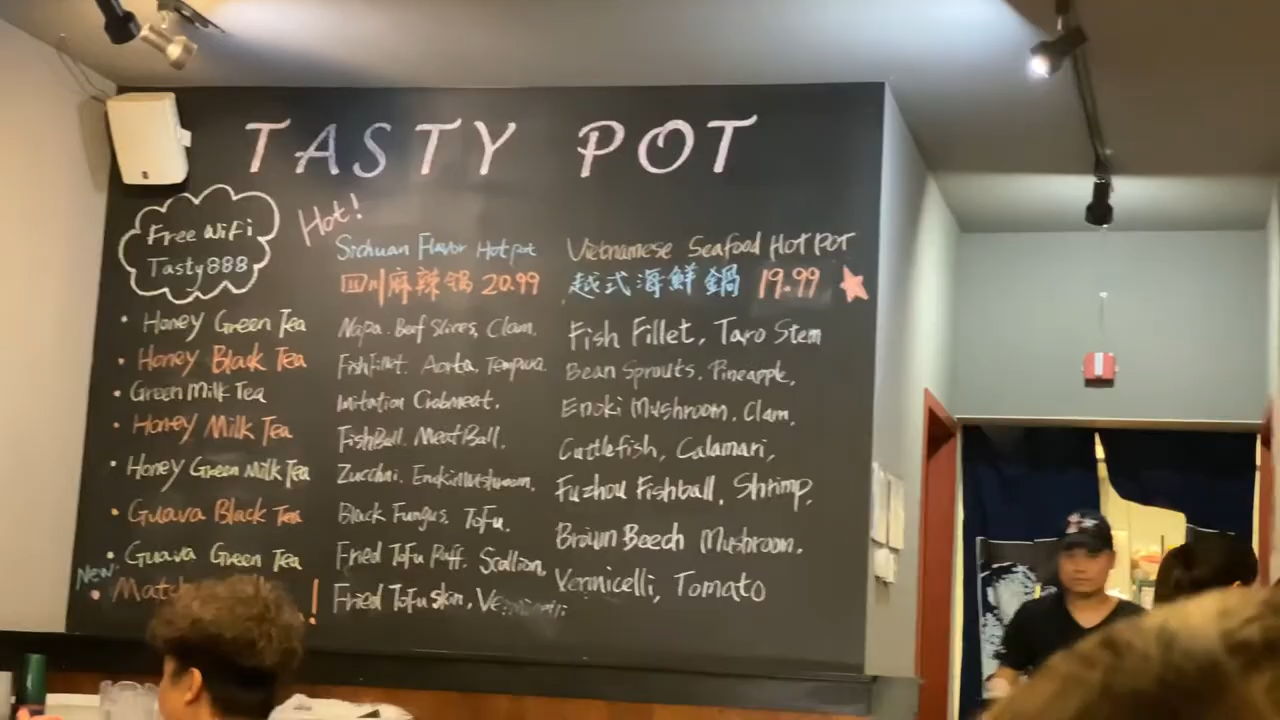 TASTY POT
Free WiFi
Tasty888
Honey Green Tea
Honey Black Tea
Green Milk Tea
Honey Milk Tea
Honey Green Milk Tea
Guava Black Tea
Guava Green Tea
New:
!
Hot!
Sichuan Flavor Hot pot
四川麻辣锅 20.99
Napa. Beef Slices, Clam.
Fish Fillet. Aorta. Tempura.
Imitation Crabmeat.
FishBall. MeatBall.
Zucchini. Enoki Mushroom.
Black Fungus. ToFu.
Fried ToFu Puff. Scallion,
Fried ToFu skin, Vermicelli
Vietnamese Seafood Hot Pot
越式海鮮鍋 19.99
Fish Fillet, Taro Stem
Bean Sprouts. Pineapple,
Enoki Mushroom, Clam,
Cuttlefish, Calamari,
Fuzhou Fishball, Shrimp,
Brown Beech Mushroom,
Vermicelli, Tomato